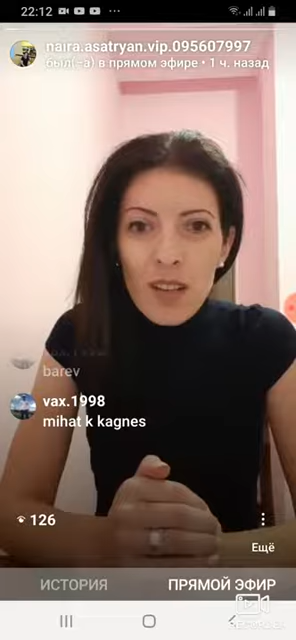 22:12
naira.asatryan.vip.095607997
был(-а) в прямом эфире • 1 ч. назад
barev
vax.1998
mihat k kagnes
126
Ещё
ИСТОРИЯ
ПРЯМОЙ ЭФИР